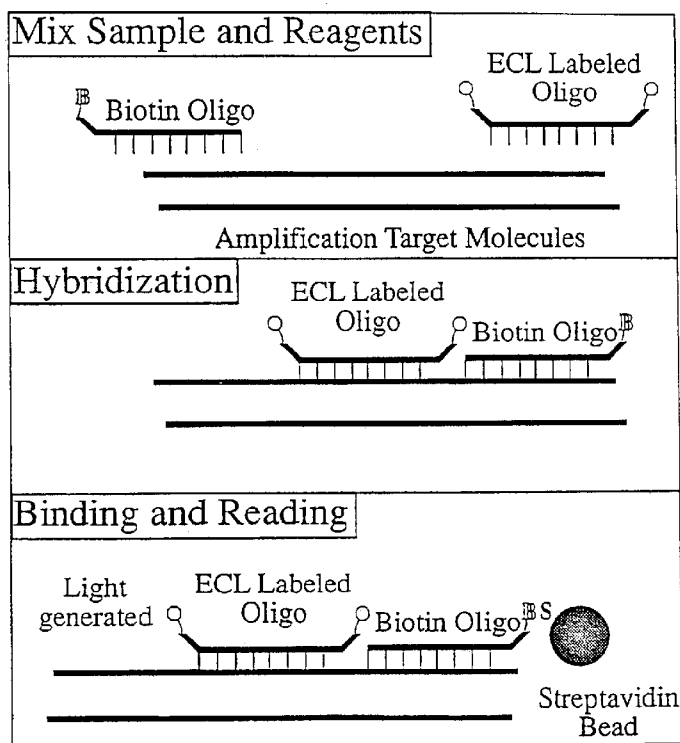 Mix Sample and Reagents
ECL Labeled
Oligo
B
Biotin Oligo
Amplification Target Molecules
Hybridization
ECL Labeled
Oligo
Biotin Oligo
B
Binding and Reading
Light
generated
ECL Labeled
Oligo
Biotin Oligo
B S
Streptavidin
Bead